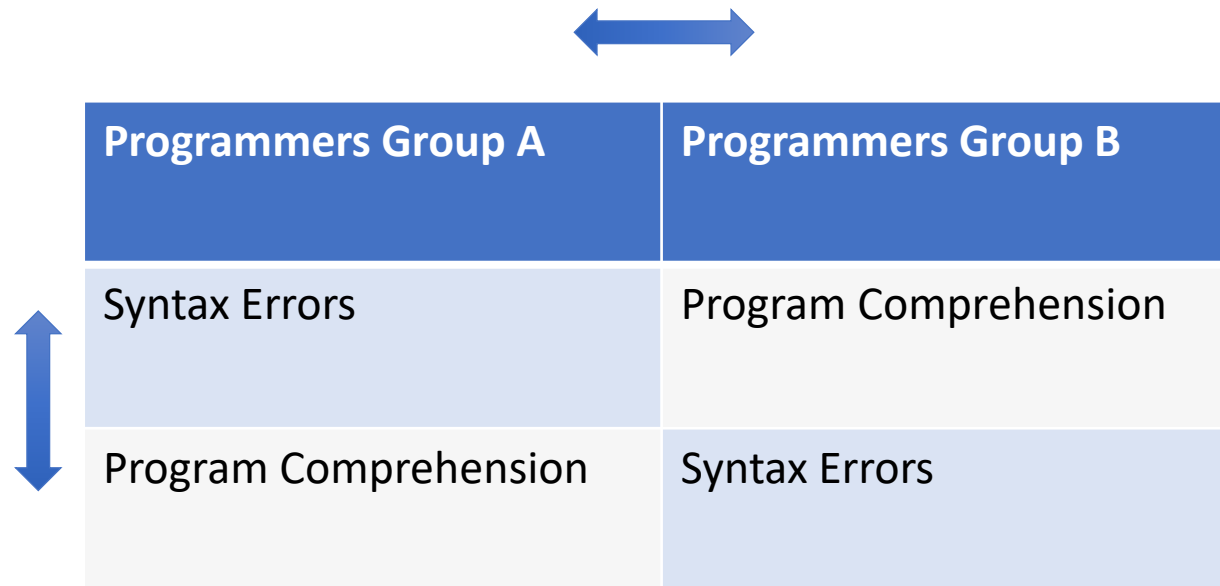 Programmers Group A
Programmers Group B
Syntax Errors
Program Comprehension
Program Comprehension
Syntax Errors